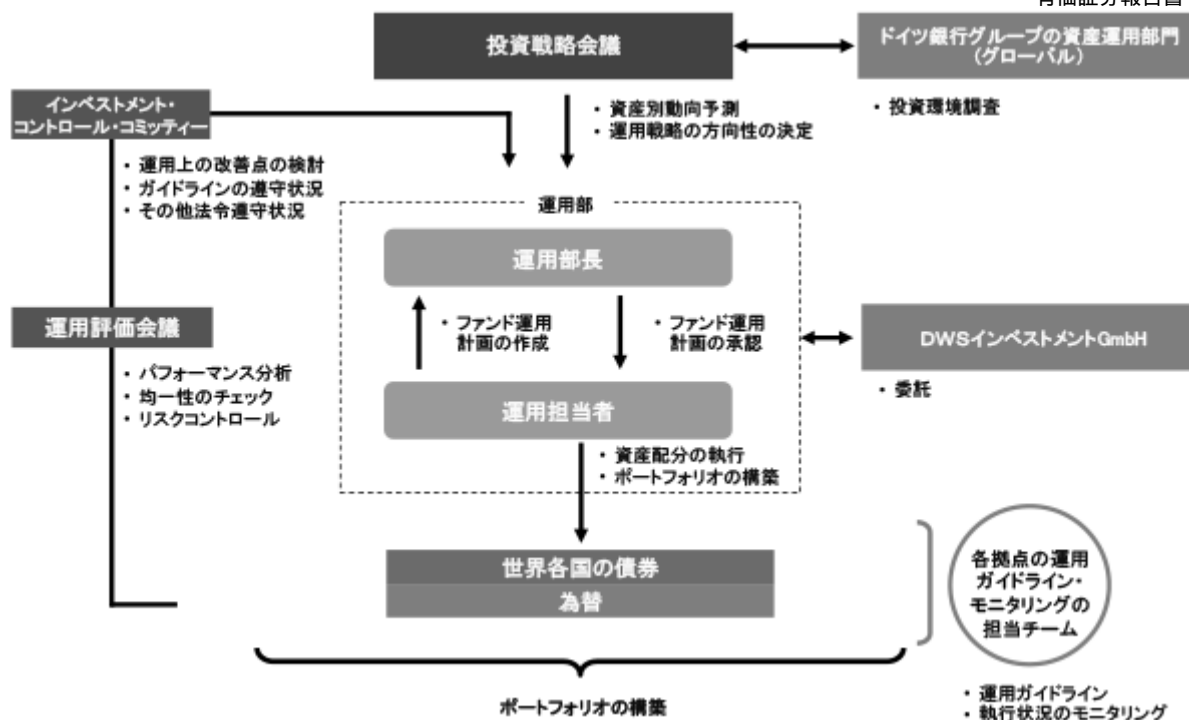 投資戦略会議
ドイツ銀行グループの資産運用部門
(グローバル)
・投資環境調査
インベストメント・
コントロール・コミッティー
・資産別動向予測
・運用戦略の方向性の決定
・運用上の改善点の検討
・ガイドラインの遵守状況
・その他法令遵守状況
運用部
運用部長
・ファンド運用
計画の作成
・ファンド運用
計画の承認
運用評価会議
DWSインベストメントGmbH
・委託
・パフォーマンス分析
・均一性のチェック
・リスクコントロール
運用担当者
・資産配分の執行
・ポートフォリオの構築
世界各国の債券
為替
各拠点の運用
ガイドライン・
モニタリングの
担当チーム
ポートフォリオの構築
・運用ガイドライン
・執行状況のモニタリング